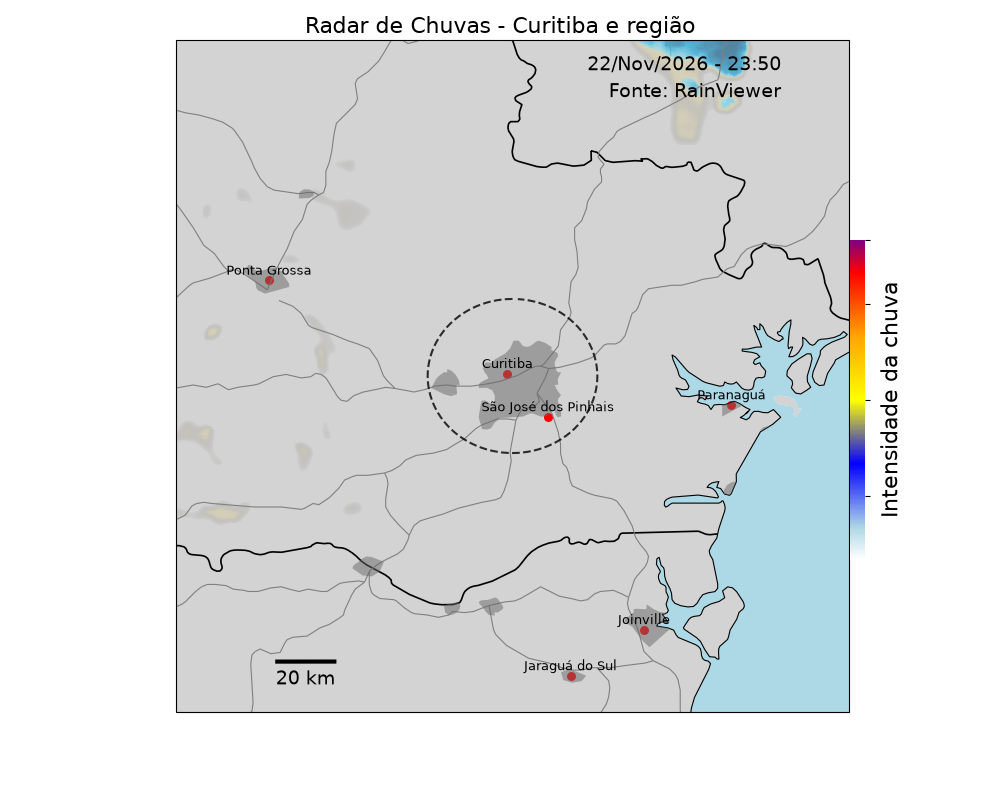 Radar de Chuvas - Curitiba e região
22/Nov/2026 - 23:50
Fonte: RainViewer
Ponta Grossa
Curitiba
Paranaguá
São José dos Pinhais
Intensidade da chuva
Joinville
Jaraguá do Sul
20 km